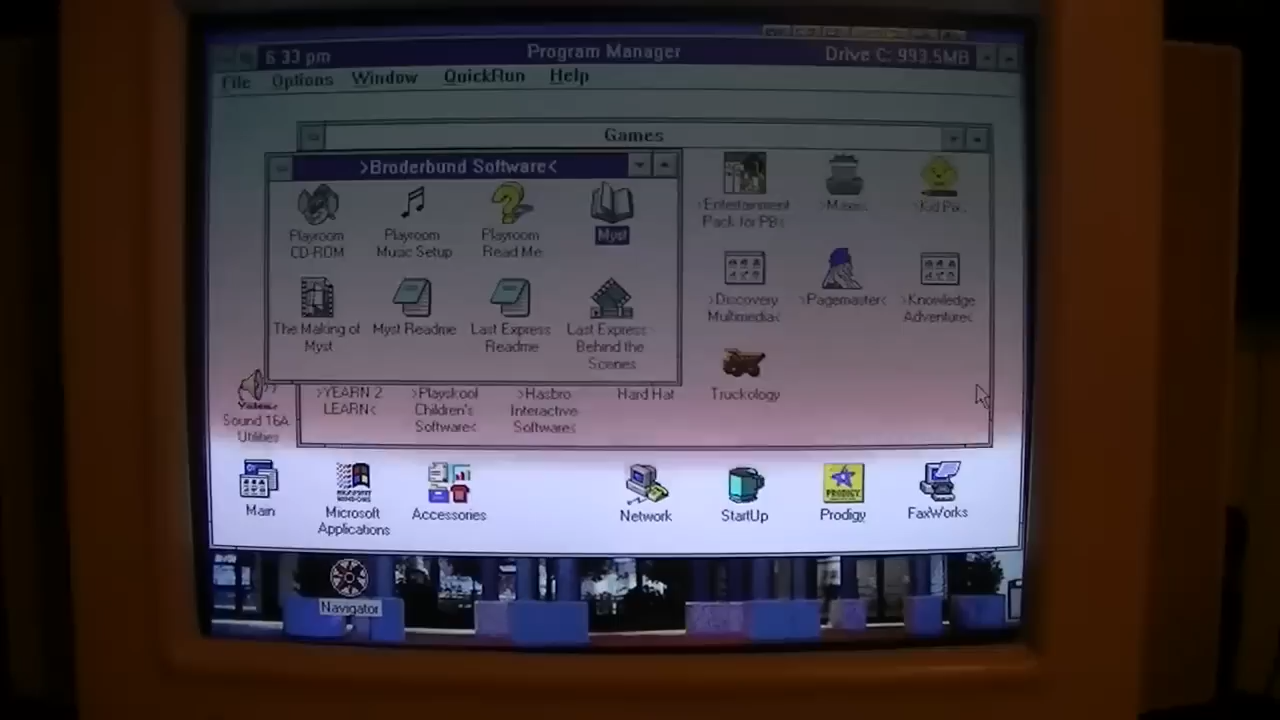 6:33 pm
Program Manager
Drive C: 993.5MB
File Options Window QuickRun Help
Games
>Broderbund Software<
Playroom
CD-ROM
Playroom
Music Setup
Playroom
Read Me
Myst
>Entertainment
Pack for PB<
>Maxis<
>Kid Pix<
The Making of
Myst
Myst Readme
Last Express
Readme
Last Express
Behind the
Scenes
>Discovery
Multimedia<
>Pagemaster<
>Knowledge
Adventure<
Truckology
>YEARN 2
LEARN<
>Playskool
Children's
Software<
>Hasbro
Interactive
Software<
Hard Hat
Sound 16A
Utilities
Main
Microsoft
Applications
Accessories
Network
StartUp
PRODIGY
Prodigy
FaxWorks
Navigator